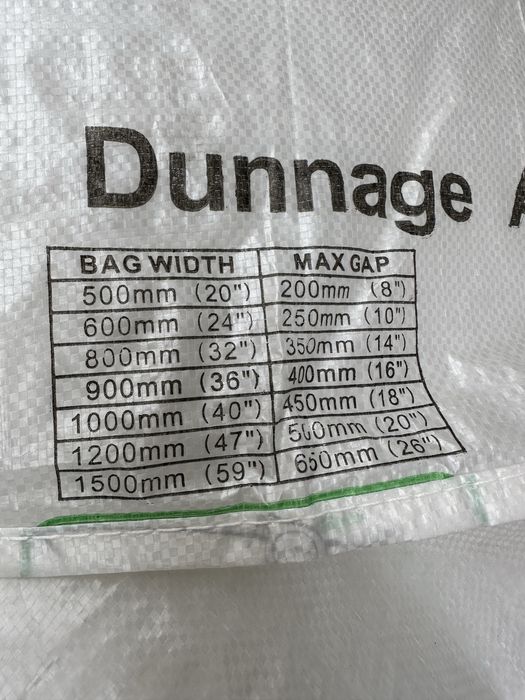 Dunnage A
BAG WIDTH MAX GAP
500mm (20") 200mm (8")
600mm (24") 250mm (10")
800mm (32") 350mm (14")
900mm (36") 400mm (16")
1000mm (40") 450mm (18")
1200mm (47") 500mm (20")
1500mm (59") 650mm (26")